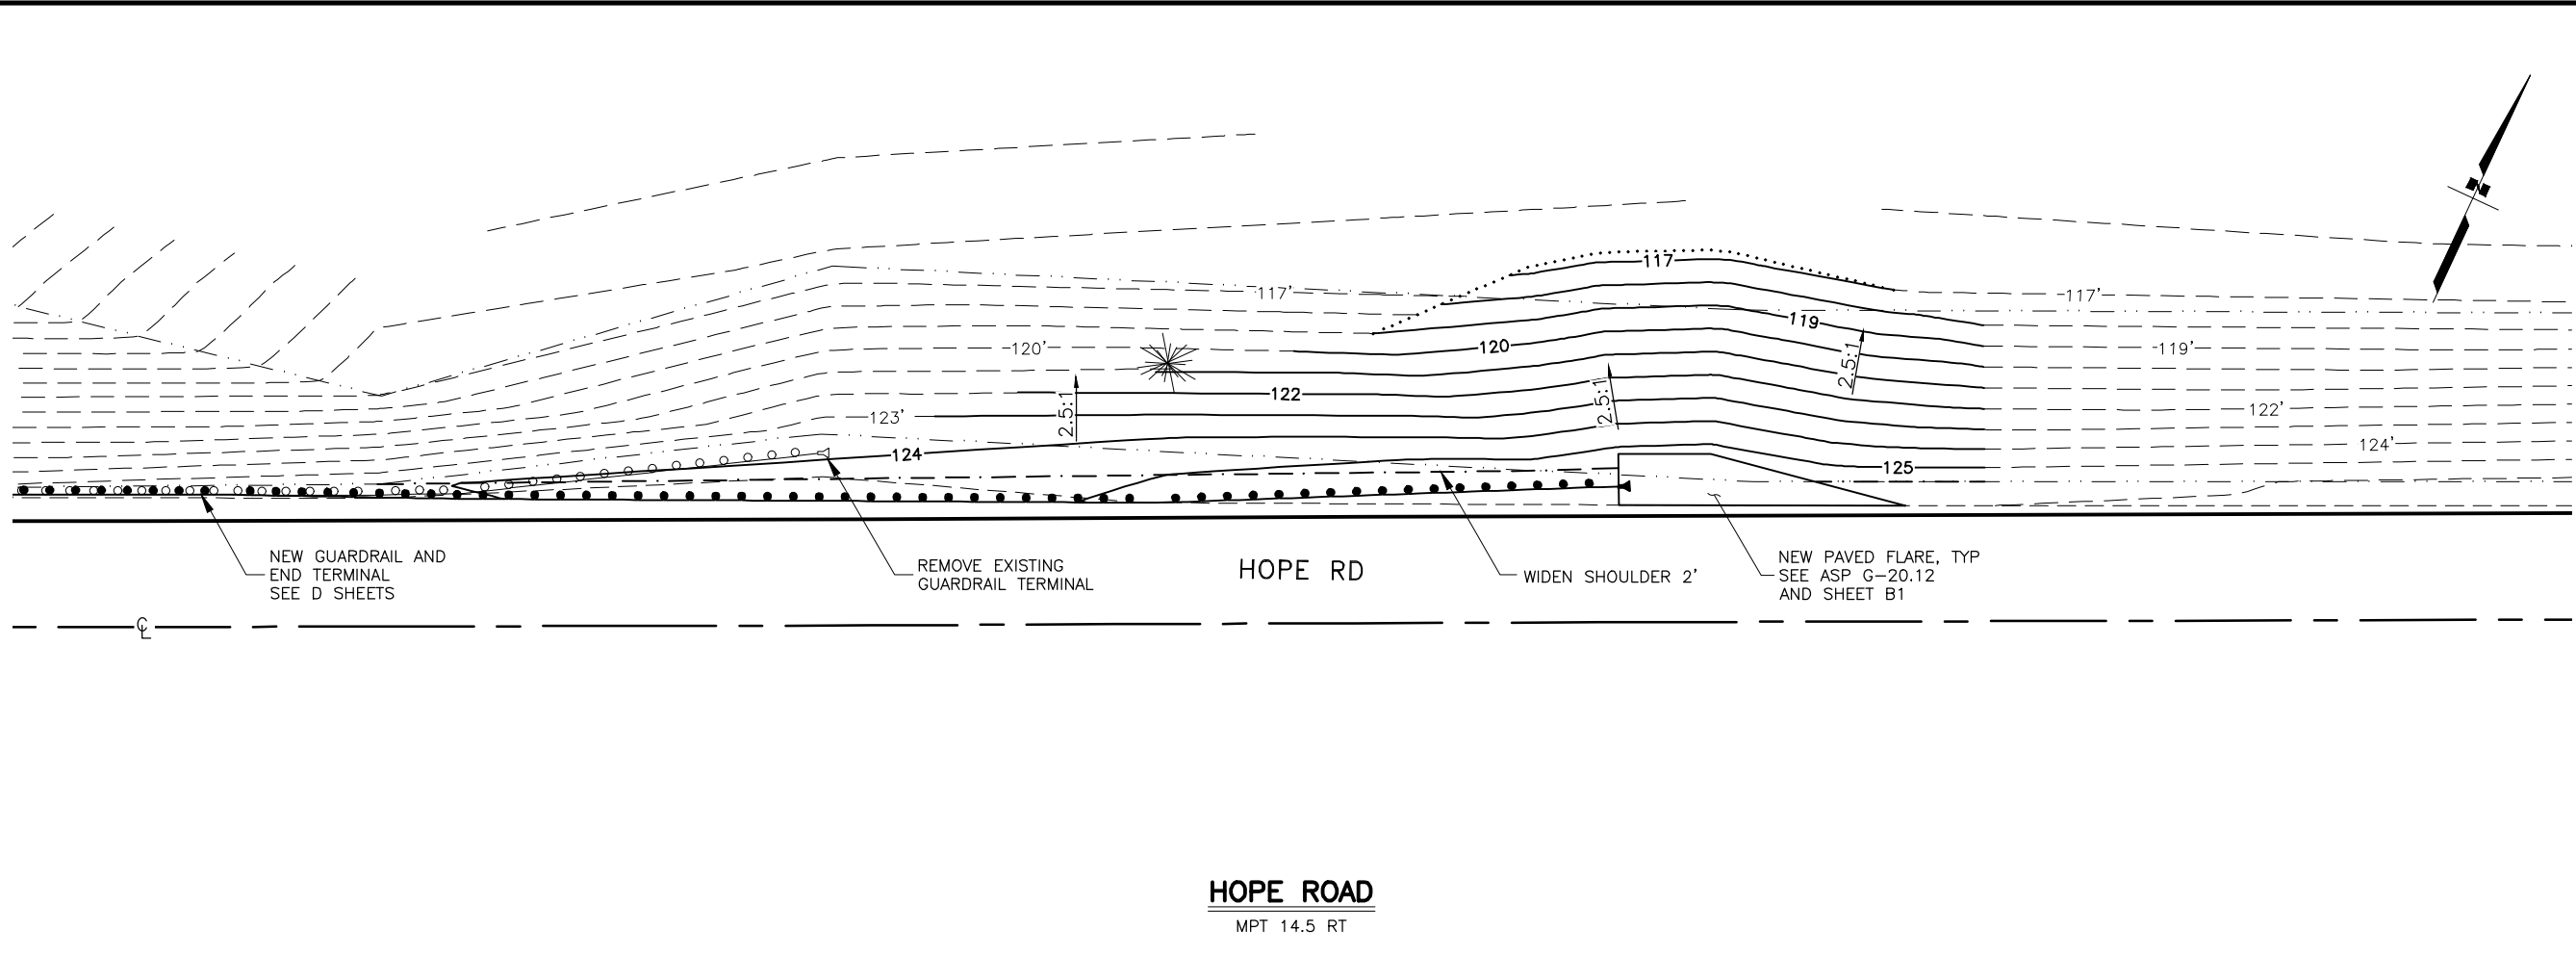 N
117
117'
117'
119
120
120'
119'
2.5:1
2.5:1
2.5:1
122
123'
122'
124'
124
125
NEW GUARDRAIL AND
END TERMINAL
SEE D SHEETS
REMOVE EXISTING
GUARDRAIL TERMINAL
HOPE RD
WIDEN SHOULDER 2'
NEW PAVED FLARE, TYP
SEE ASP G-20.12
AND SHEET B1
CL
HOPE ROAD
MPT 14.5 RT